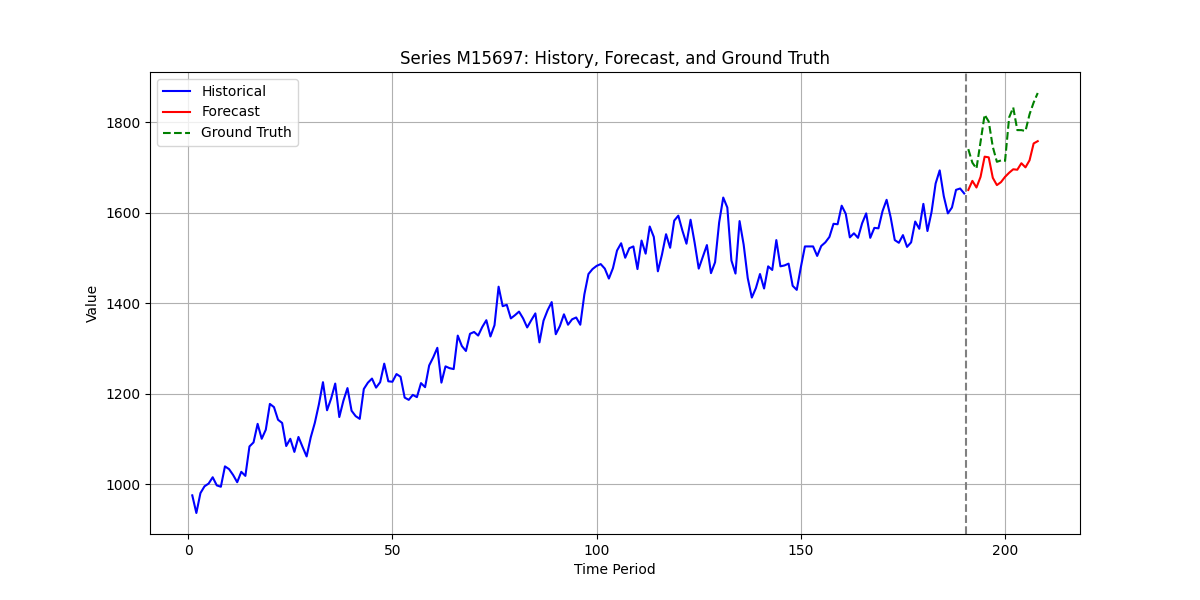 Series M15697: History, Forecast, and Ground Truth
Historical
Forecast
Ground Truth
1800
1600
1400
1200
1000
Value
0
50
100
150
200
Time Period